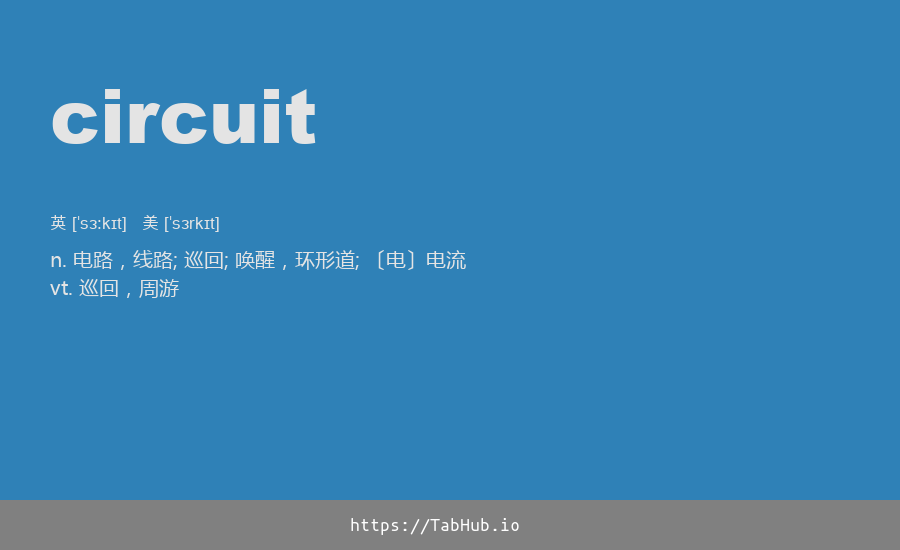 circuit
英 [ˈsɜːkɪt] 美 [ˈsɜrkɪt]
n. 电路，线路; 巡回; 唤醒，环形道; 〔电〕电流
vt. 巡回，周游
https://TabHub.io